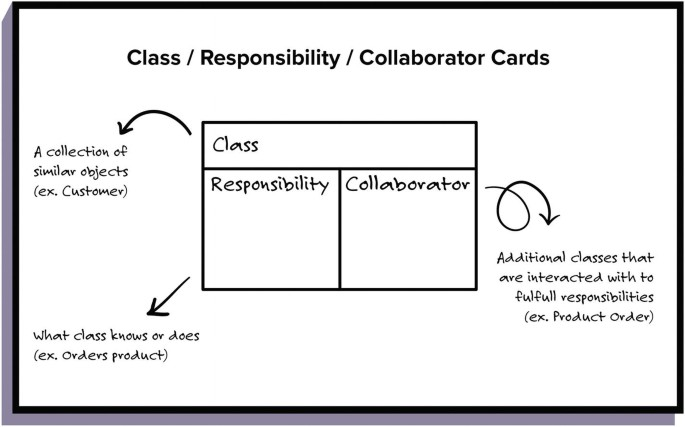 Class / Responsibility / Collaborator Cards
A collection of
similar objects
(ex. Customer)
Class
Responsibility
Collaborator
Additional classes that
are interacted with to
fulfull responsibilities
(ex. Product Order)
What class knows or does
(ex. Orders product)